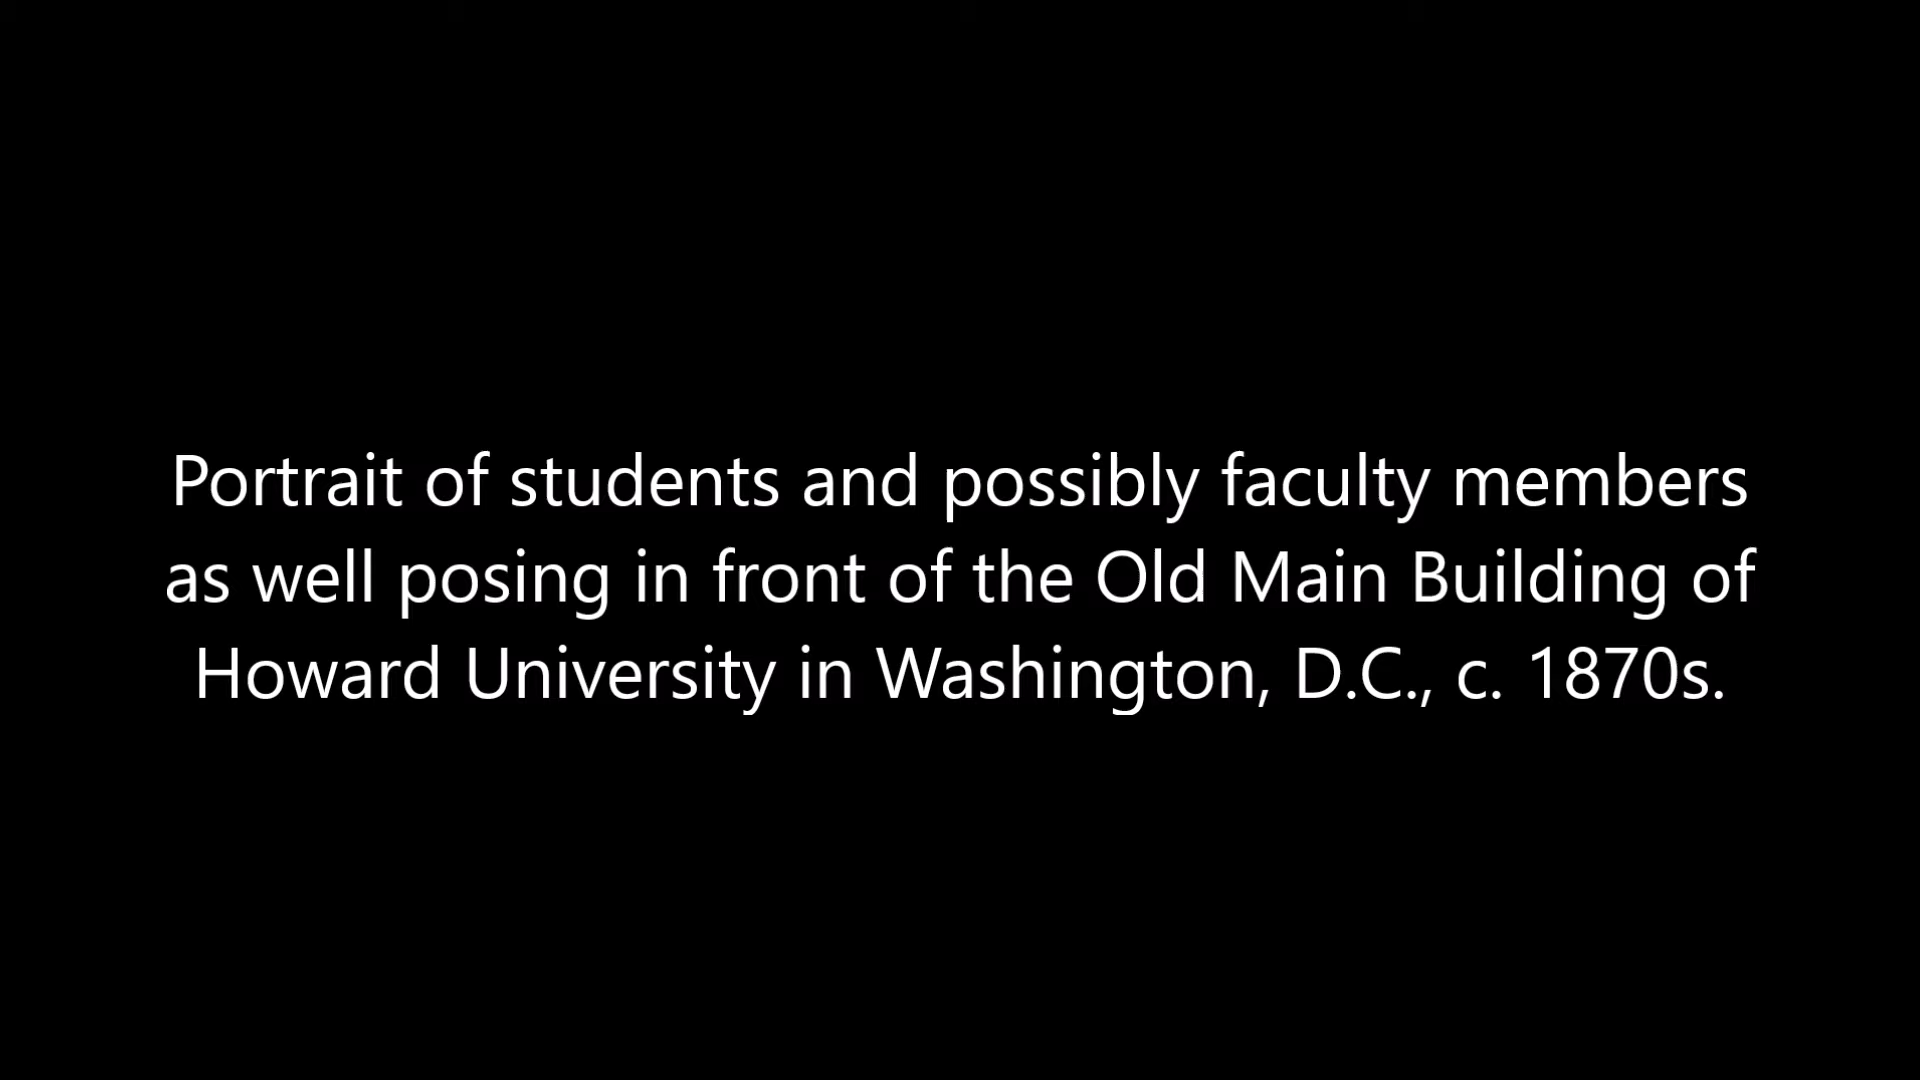 Portrait of students and possibly faculty members
as well posing in front of the Old Main Building of
Howard University in Washington, D.C., c. 1870s.